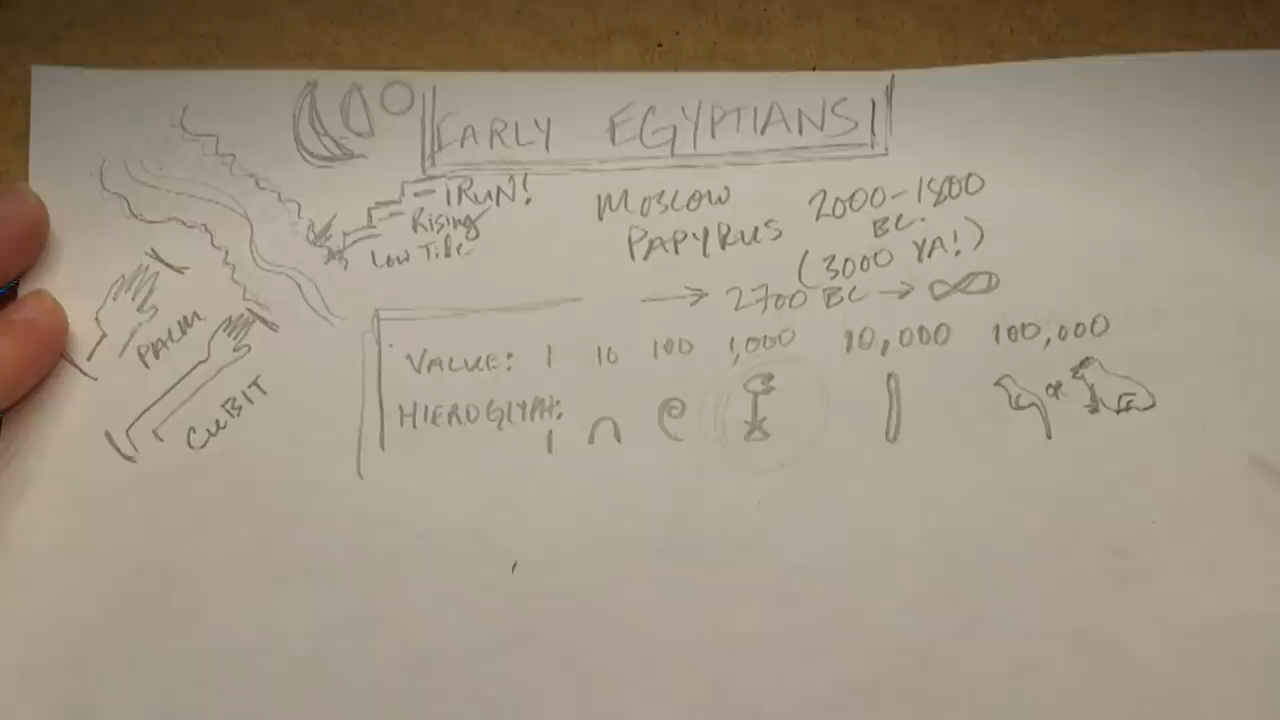 EARLY EGYPTIANS
RUN!
Rising
Low Tide
MOSCOW
PAPYRUS
2000-1800
BC.
(3000 YA!)
→ 2700 BC → ∞
PALM
CUBIT
VALUE: 1 10 100 1,000 10,000 100,000
HIEROGLYPH:
OR